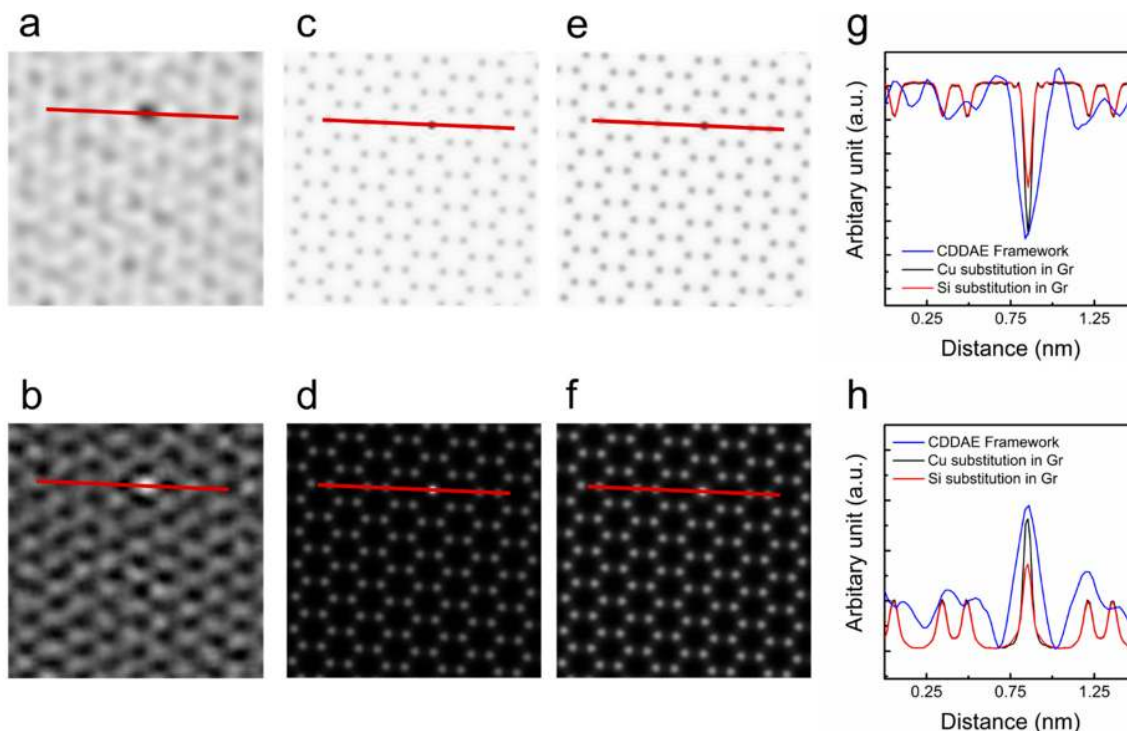 a
c
e
g
Arbitary unit (a.u.)
CDDAE Framework
Cu substitution in Gr
Si substitution in Gr
0.25
0.75
1.25
Distance (nm)
b
d
f
h
Arbitary unit (a.u.)
CDDAE Framework
Cu substitution in Gr
Si substitution in Gr
0.25
0.75
1.25
Distance (nm)